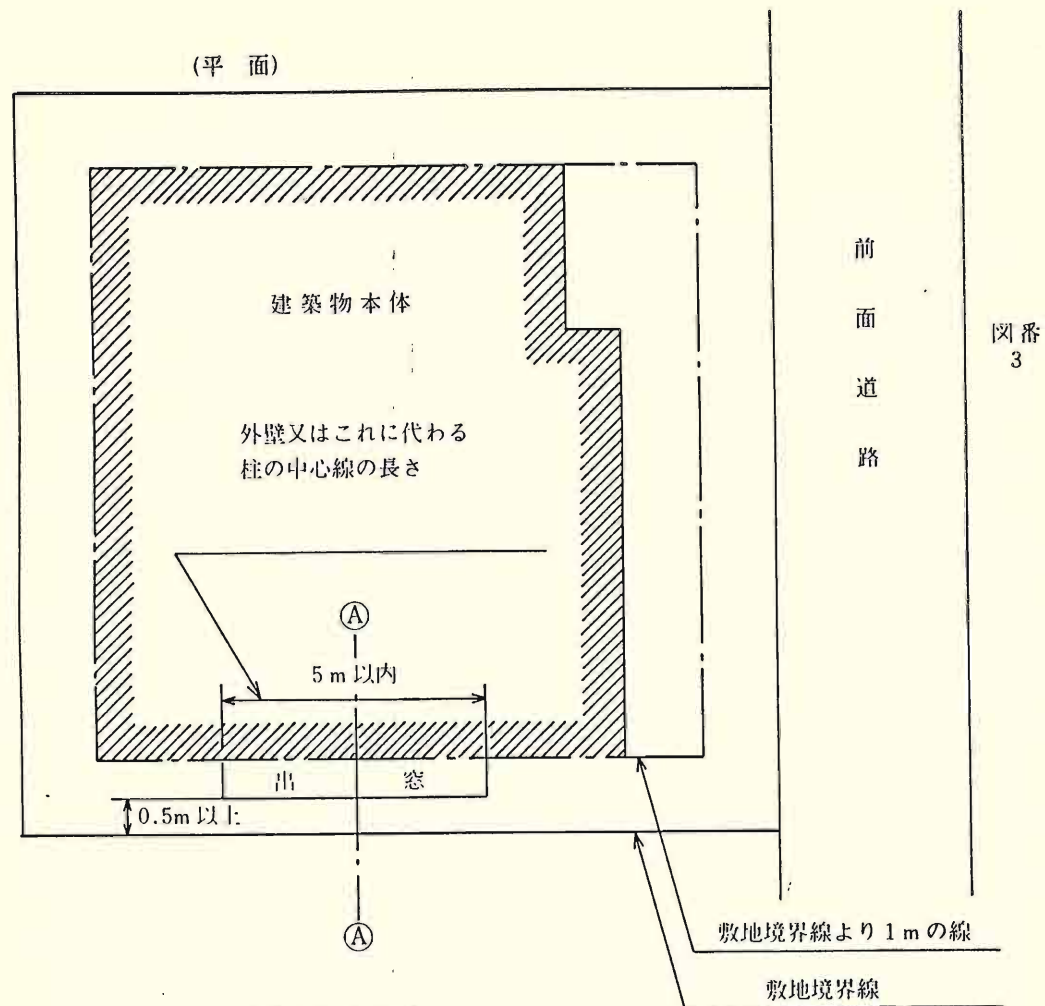 (平 面)
建築物本体
外壁又はこれに代わる
柱の中心線の長さ
Ⓐ
5m以内
出 窓
0.5m以上
Ⓐ
前
面
道
路
図番
3
敷地境界線より1mの線
敷地境界線